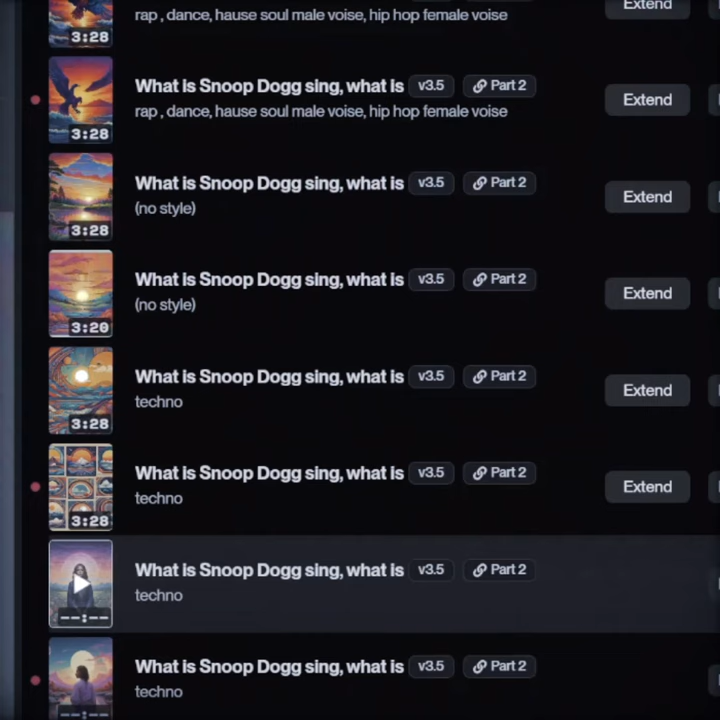 rap , dance, hause soul male voise, hip hop female voise
Extend
3:28
What is Snoop Dogg sing, what is v3.5 Part 2
rap , dance, hause soul male voise, hip hop female voise
Extend
3:28
What is Snoop Dogg sing, what is v3.5 Part 2
(no style)
Extend
3:28
What is Snoop Dogg sing, what is v3.5 Part 2
(no style)
Extend
3:20
What is Snoop Dogg sing, what is v3.5 Part 2
techno
Extend
3:28
What is Snoop Dogg sing, what is v3.5 Part 2
techno
Extend
3:28
What is Snoop Dogg sing, what is v3.5 Part 2
techno
--:--
What is Snoop Dogg sing, what is v3.5 Part 2
techno
--:--